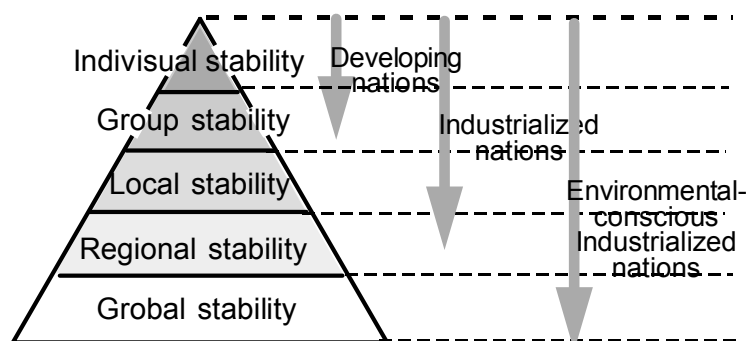 Indivisual stability
Developing
nations
Group stability
Industrialized
nations
Local stability
Environmental-
conscious
Industrialized
nations
Regional stability
Grobal stability